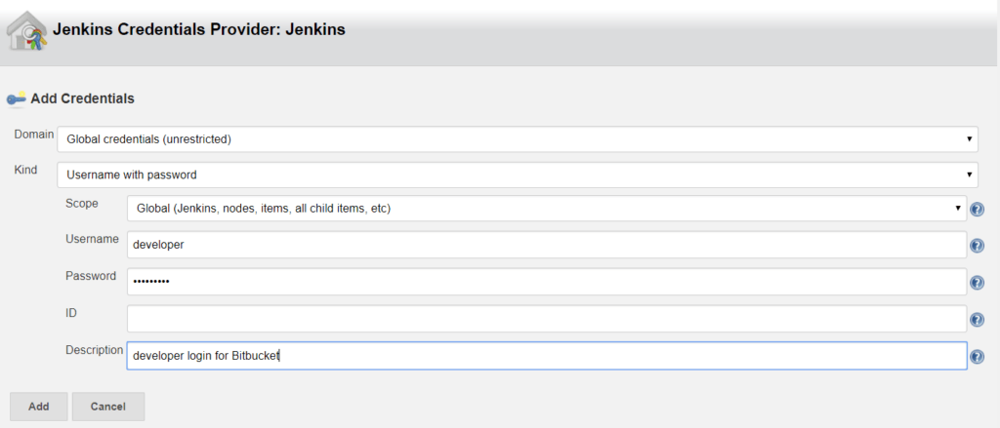 Jenkins Credentials Provider: Jenkins
Add Credentials
Domain Global credentials (unrestricted)
Kind Username with password
Scope Global (Jenkins, nodes, items, all child items, etc)
Username developer
Password •••••••••
ID
Description developer login for Bitbucket
Add Cancel